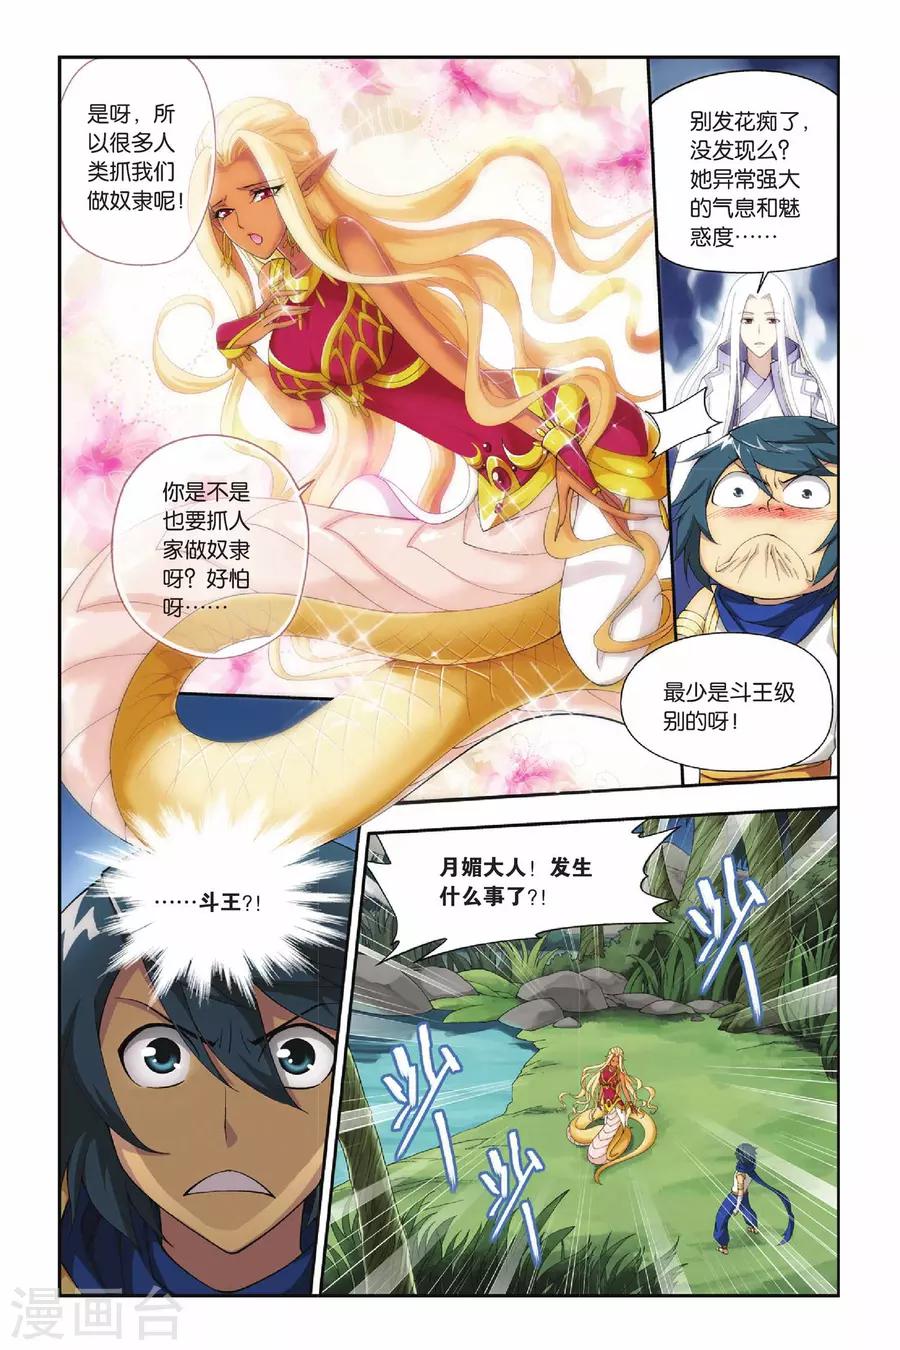 是呀，所
以很多人
类抓我们
做奴隶呢！
你是不是
也要抓人
家做奴隶
呀？好怕
呀……
别发花痴了，
没发现么？
她异常强大
的气息和魅
惑度……
最少是斗王级
别的呀！
……斗王?!
月媚大人！发生
什么事了?!
沙
沙
沙
漫画台